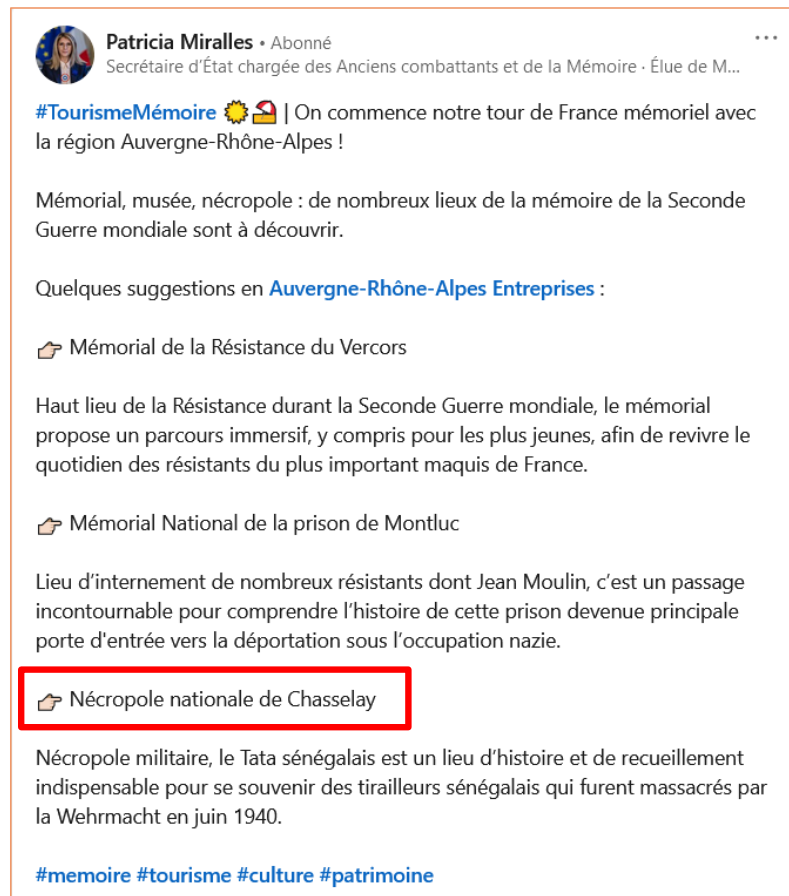 Patricia Miralles • Abonné
Secrétaire d'État chargée des Anciens combattants et de la Mémoire · Élue de M...
#TourismeMémoire 🌞⛱️ | On commence notre tour de France mémoriel avec
la région Auvergne-Rhône-Alpes !
Mémorial, musée, nécropole : de nombreux lieux de la mémoire de la Seconde
Guerre mondiale sont à découvrir.
Quelques suggestions en Auvergne-Rhône-Alpes Entreprises :
👉 Mémorial de la Résistance du Vercors
Haut lieu de la Résistance durant la Seconde Guerre mondiale, le mémorial
propose un parcours immersif, y compris pour les plus jeunes, afin de revivre le
quotidien des résistants du plus important maquis de France.
👉 Mémorial National de la prison de Montluc
Lieu d'internement de nombreux résistants dont Jean Moulin, c'est un passage
incontournable pour comprendre l'histoire de cette prison devenue principale
porte d'entrée vers la déportation sous l'occupation nazie.
👉 Nécropole nationale de Chasselay
Nécropole militaire, le Tata sénégalais est un lieu d'histoire et de recueillement
indispensable pour se souvenir des tirailleurs sénégalais qui furent massacrés par
la Wehrmacht en juin 1940.
#memoire #tourisme #culture #patrimoine